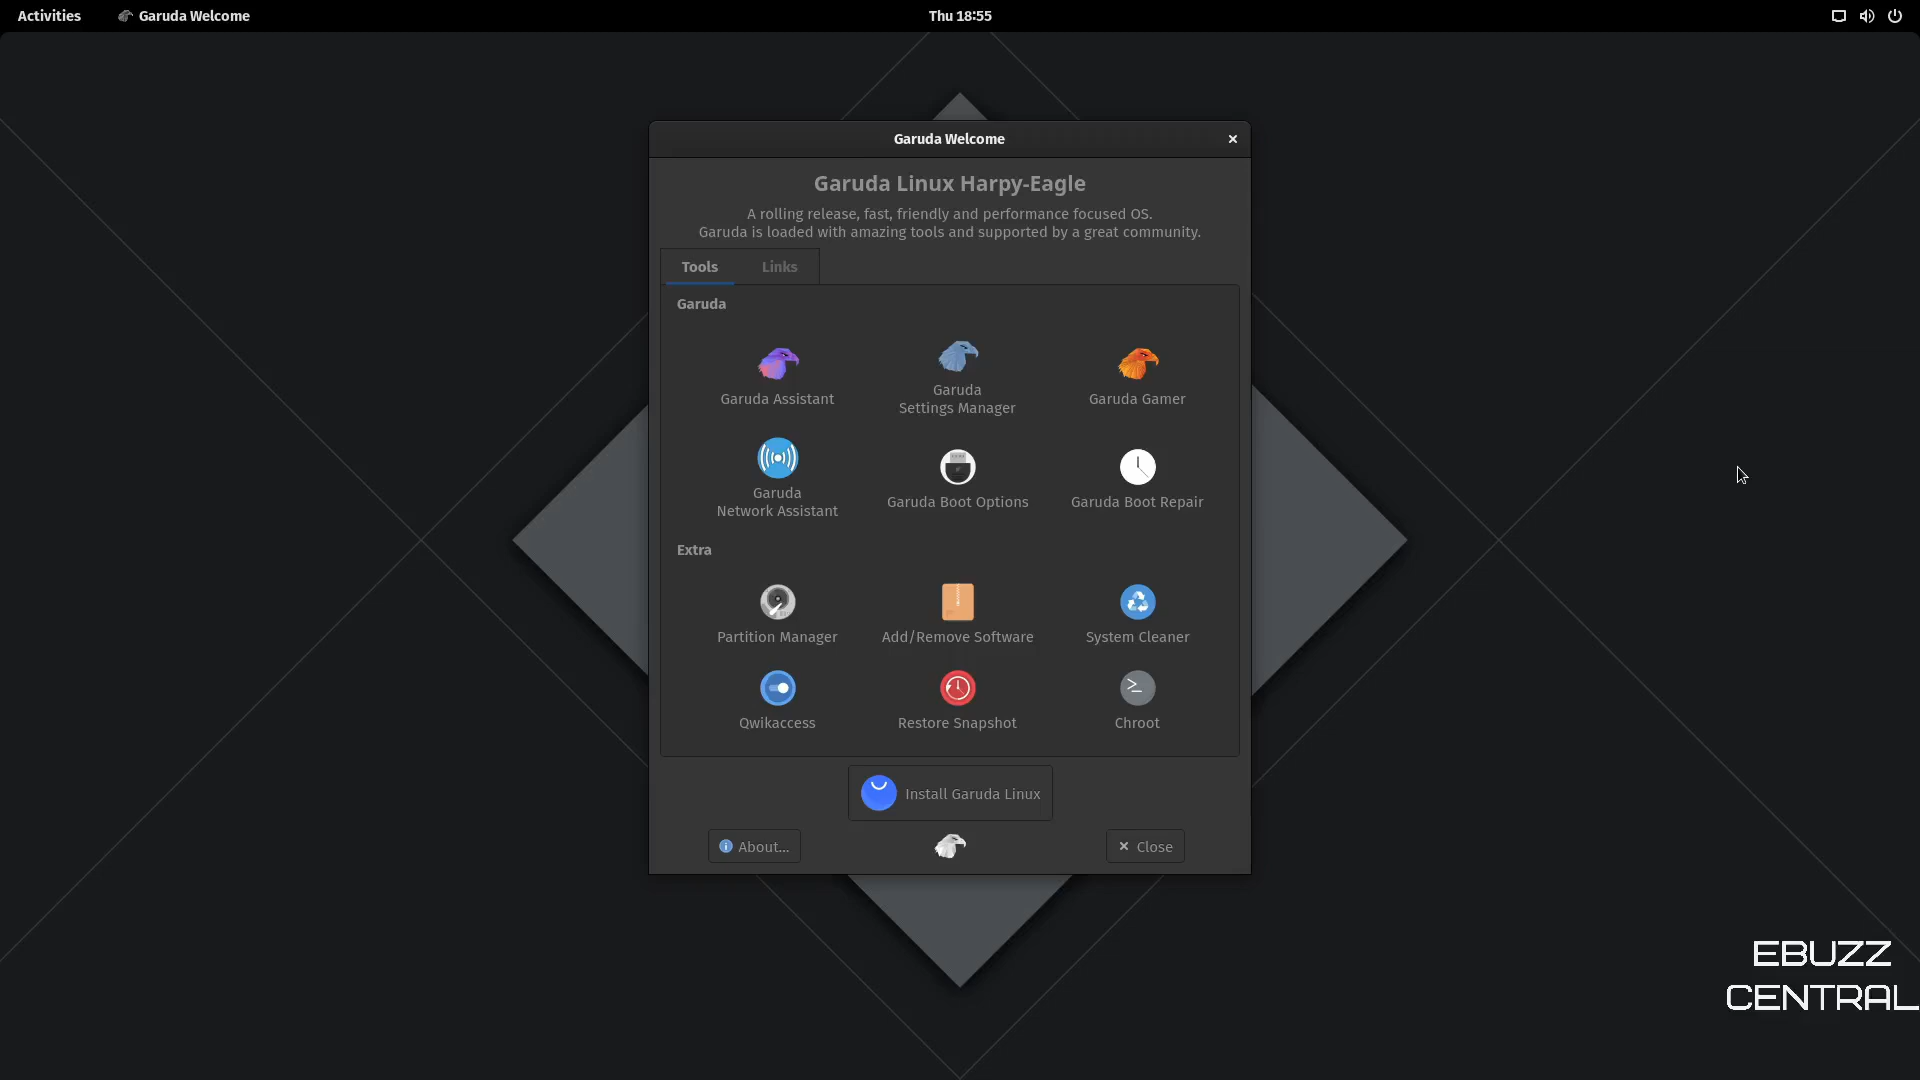 Activities
Garuda Welcome
Thu 18:55
Garuda Welcome
Garuda Linux Harpy-Eagle
A rolling release, fast, friendly and performance focused OS.
Garuda is loaded with amazing tools and supported by a great community.
Tools
Links
Garuda
Garuda Assistant
Garuda
Settings Manager
Garuda Gamer
Garuda
Network Assistant
Garuda Boot Options
Garuda Boot Repair
Extra
Partition Manager
Add/Remove Software
System Cleaner
Qwikaccess
Restore Snapshot
Chroot
Install Garuda Linux
About...
Close
EBUZZ
CENTRAL